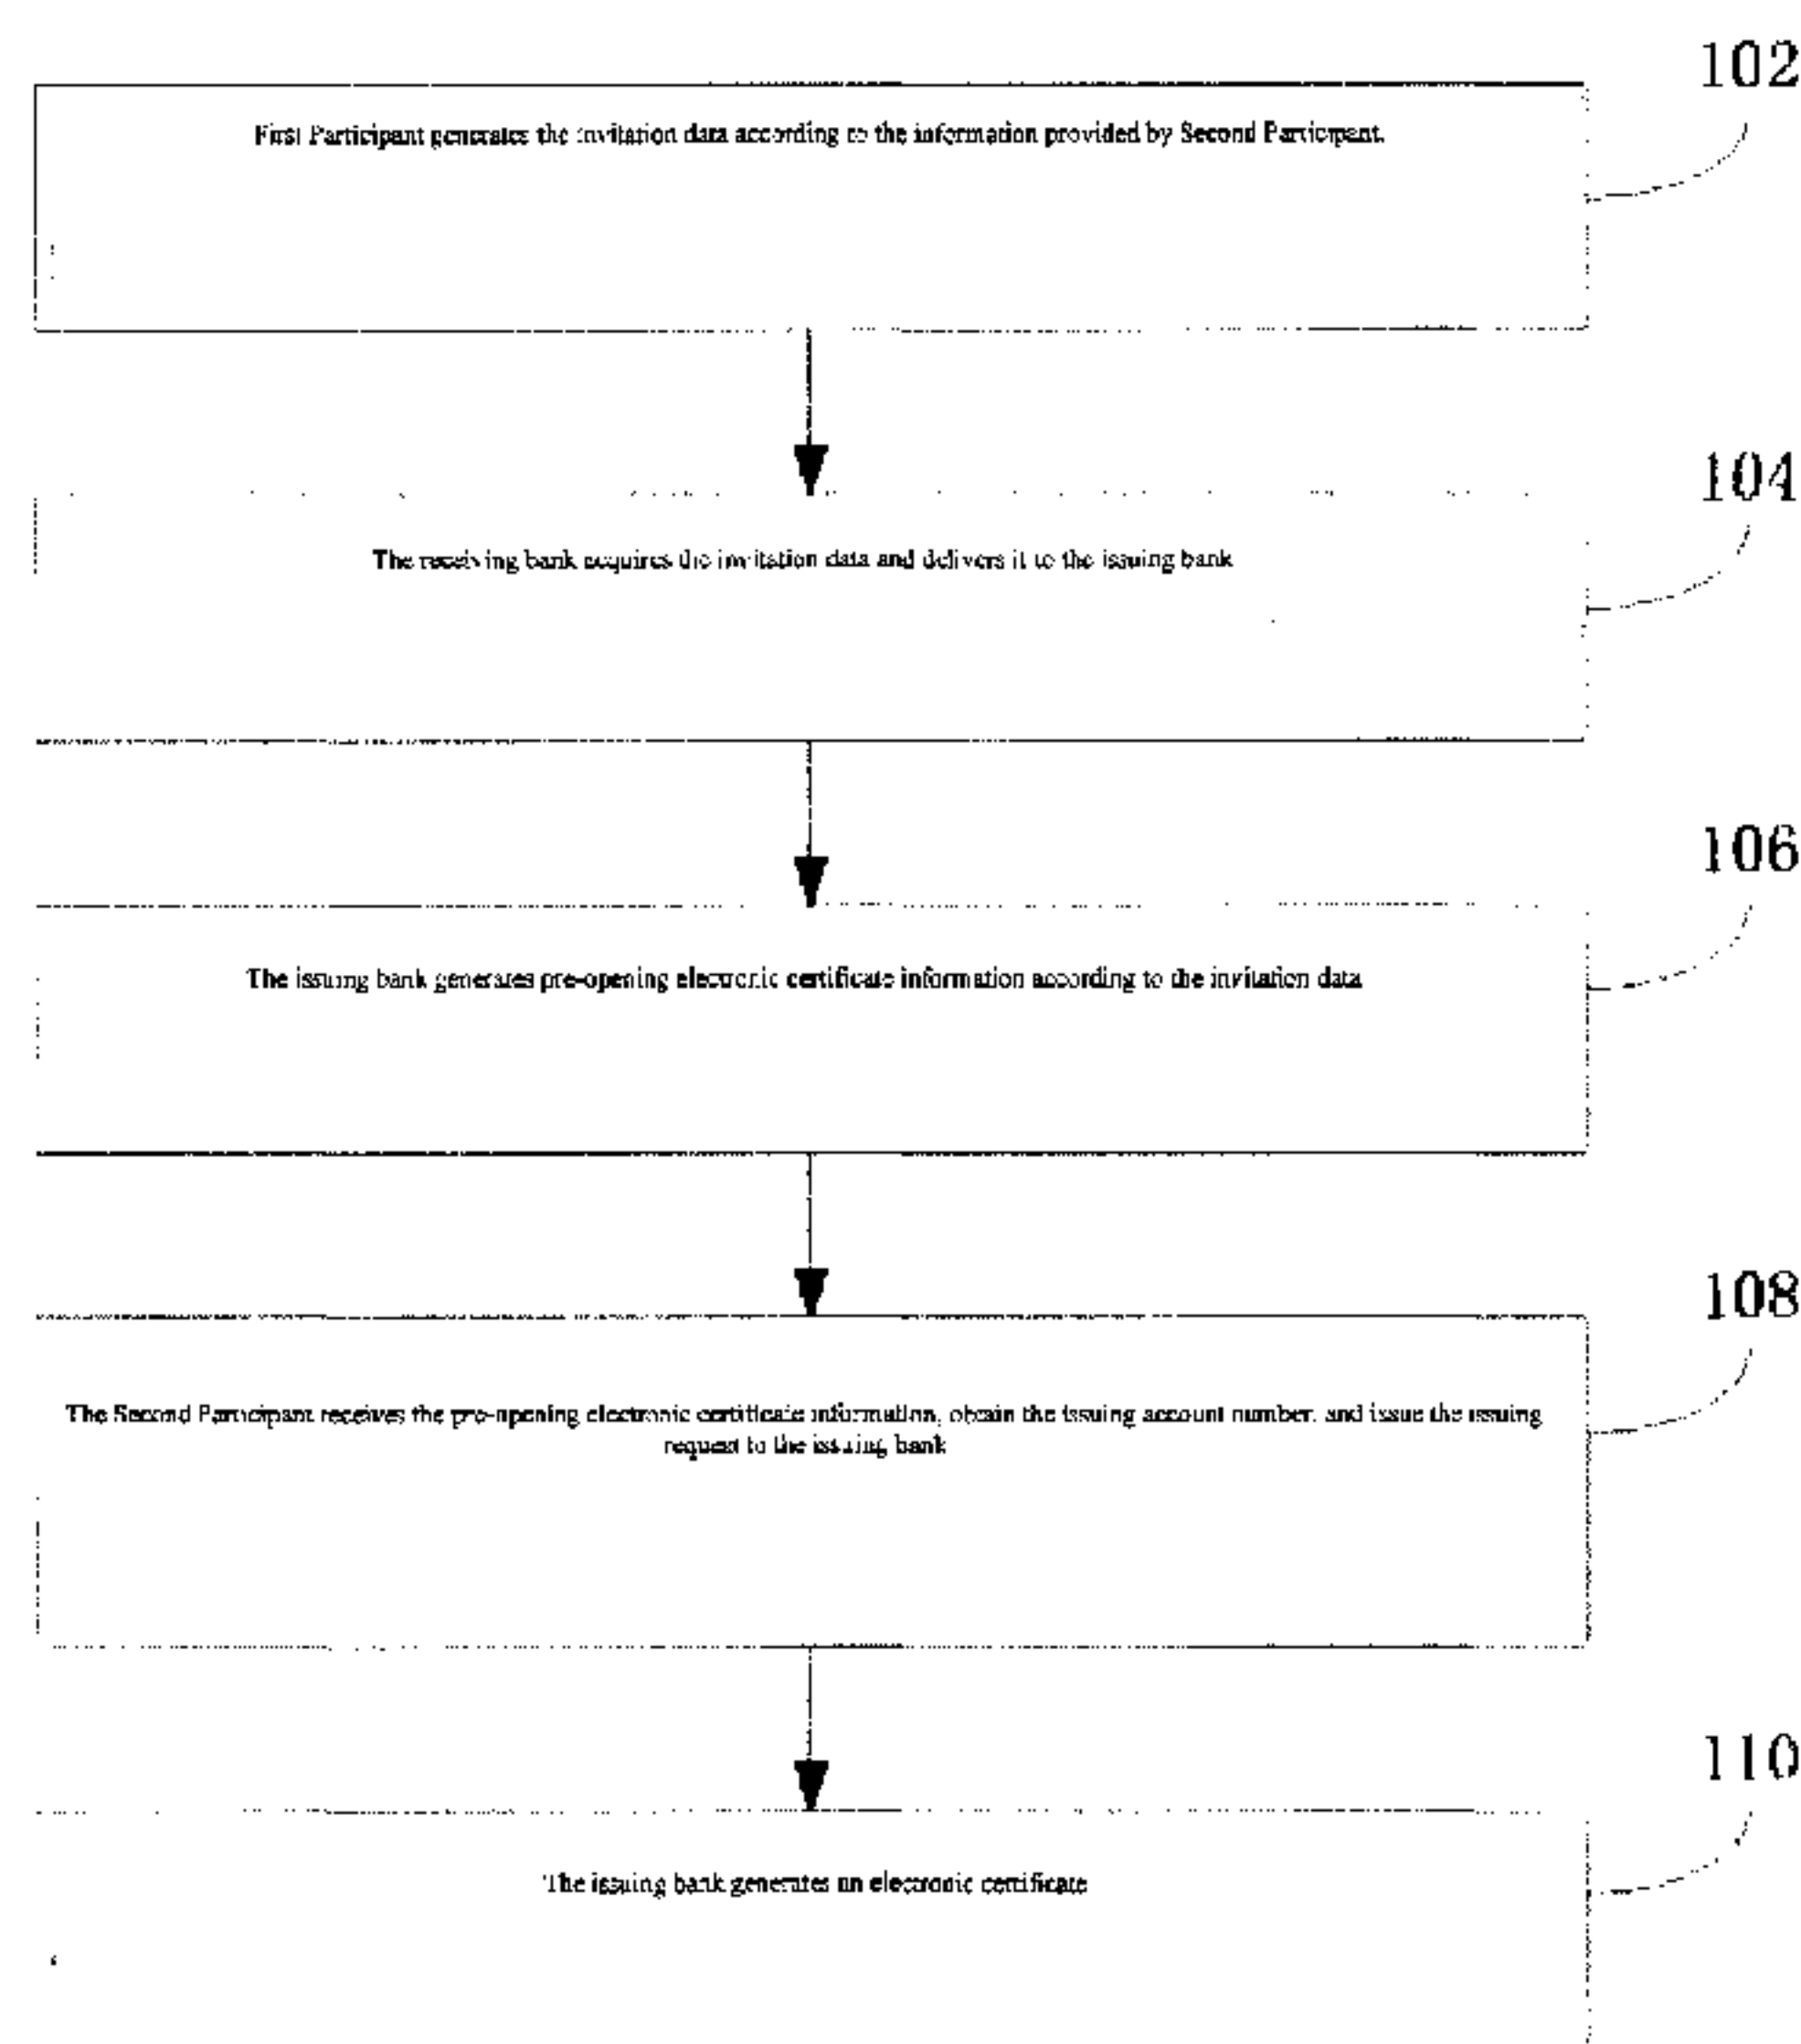 102
First Participant generates the invitation data according to the information provided by Second Participant.
104
The receiving bank acquires the invitation data and delivers it to the issuing bank
106
The issuing bank generates pre-opening electronic certificate information according to the invitation data
108
The Second Participant receives the pre-opening electronic certificate information, obtain the issuing account number, and issue the issuing
request to the issuing bank
110
The issuing bank generates an electronic certificate